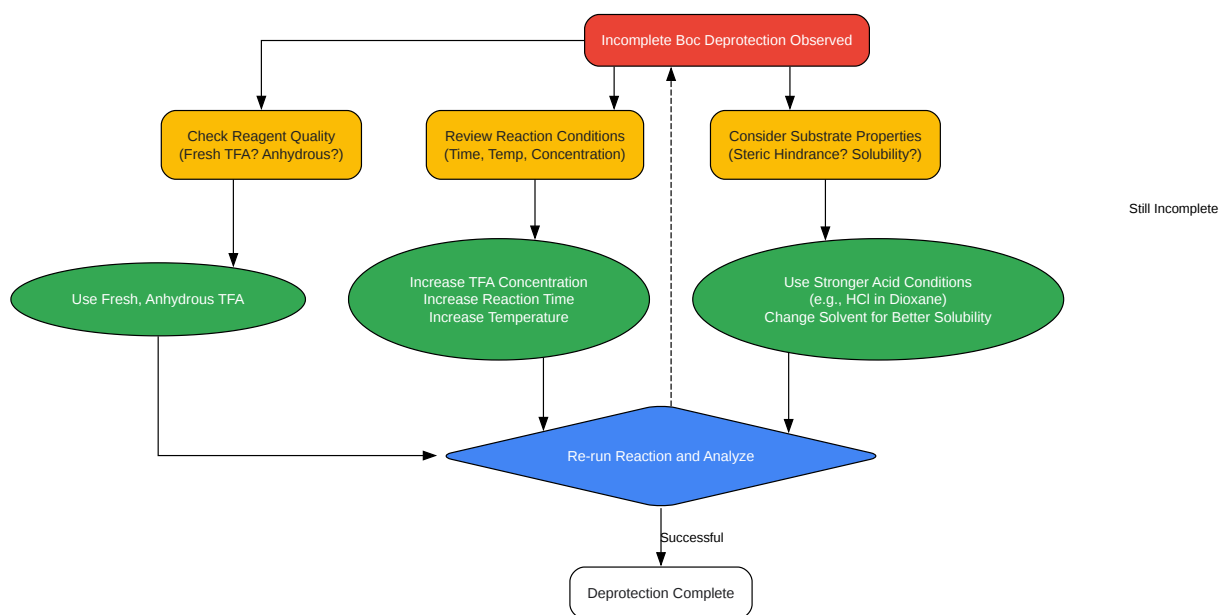 Incomplete Boc Deprotection Observed
Check Reagent Quality
(Fresh TFA? Anhydrous?)
Review Reaction Conditions
(Time, Temp, Concentration)
Consider Substrate Properties
(Steric Hindrance? Solubility?)
Still Incomplete
Use Fresh, Anhydrous TFA
Increase TFA Concentration
Increase Reaction Time
Increase Temperature
Use Stronger Acid Conditions
(e.g., HCl in Dioxane)
Change Solvent for Better Solubility
Re-run Reaction and Analyze
Successful
Deprotection Complete